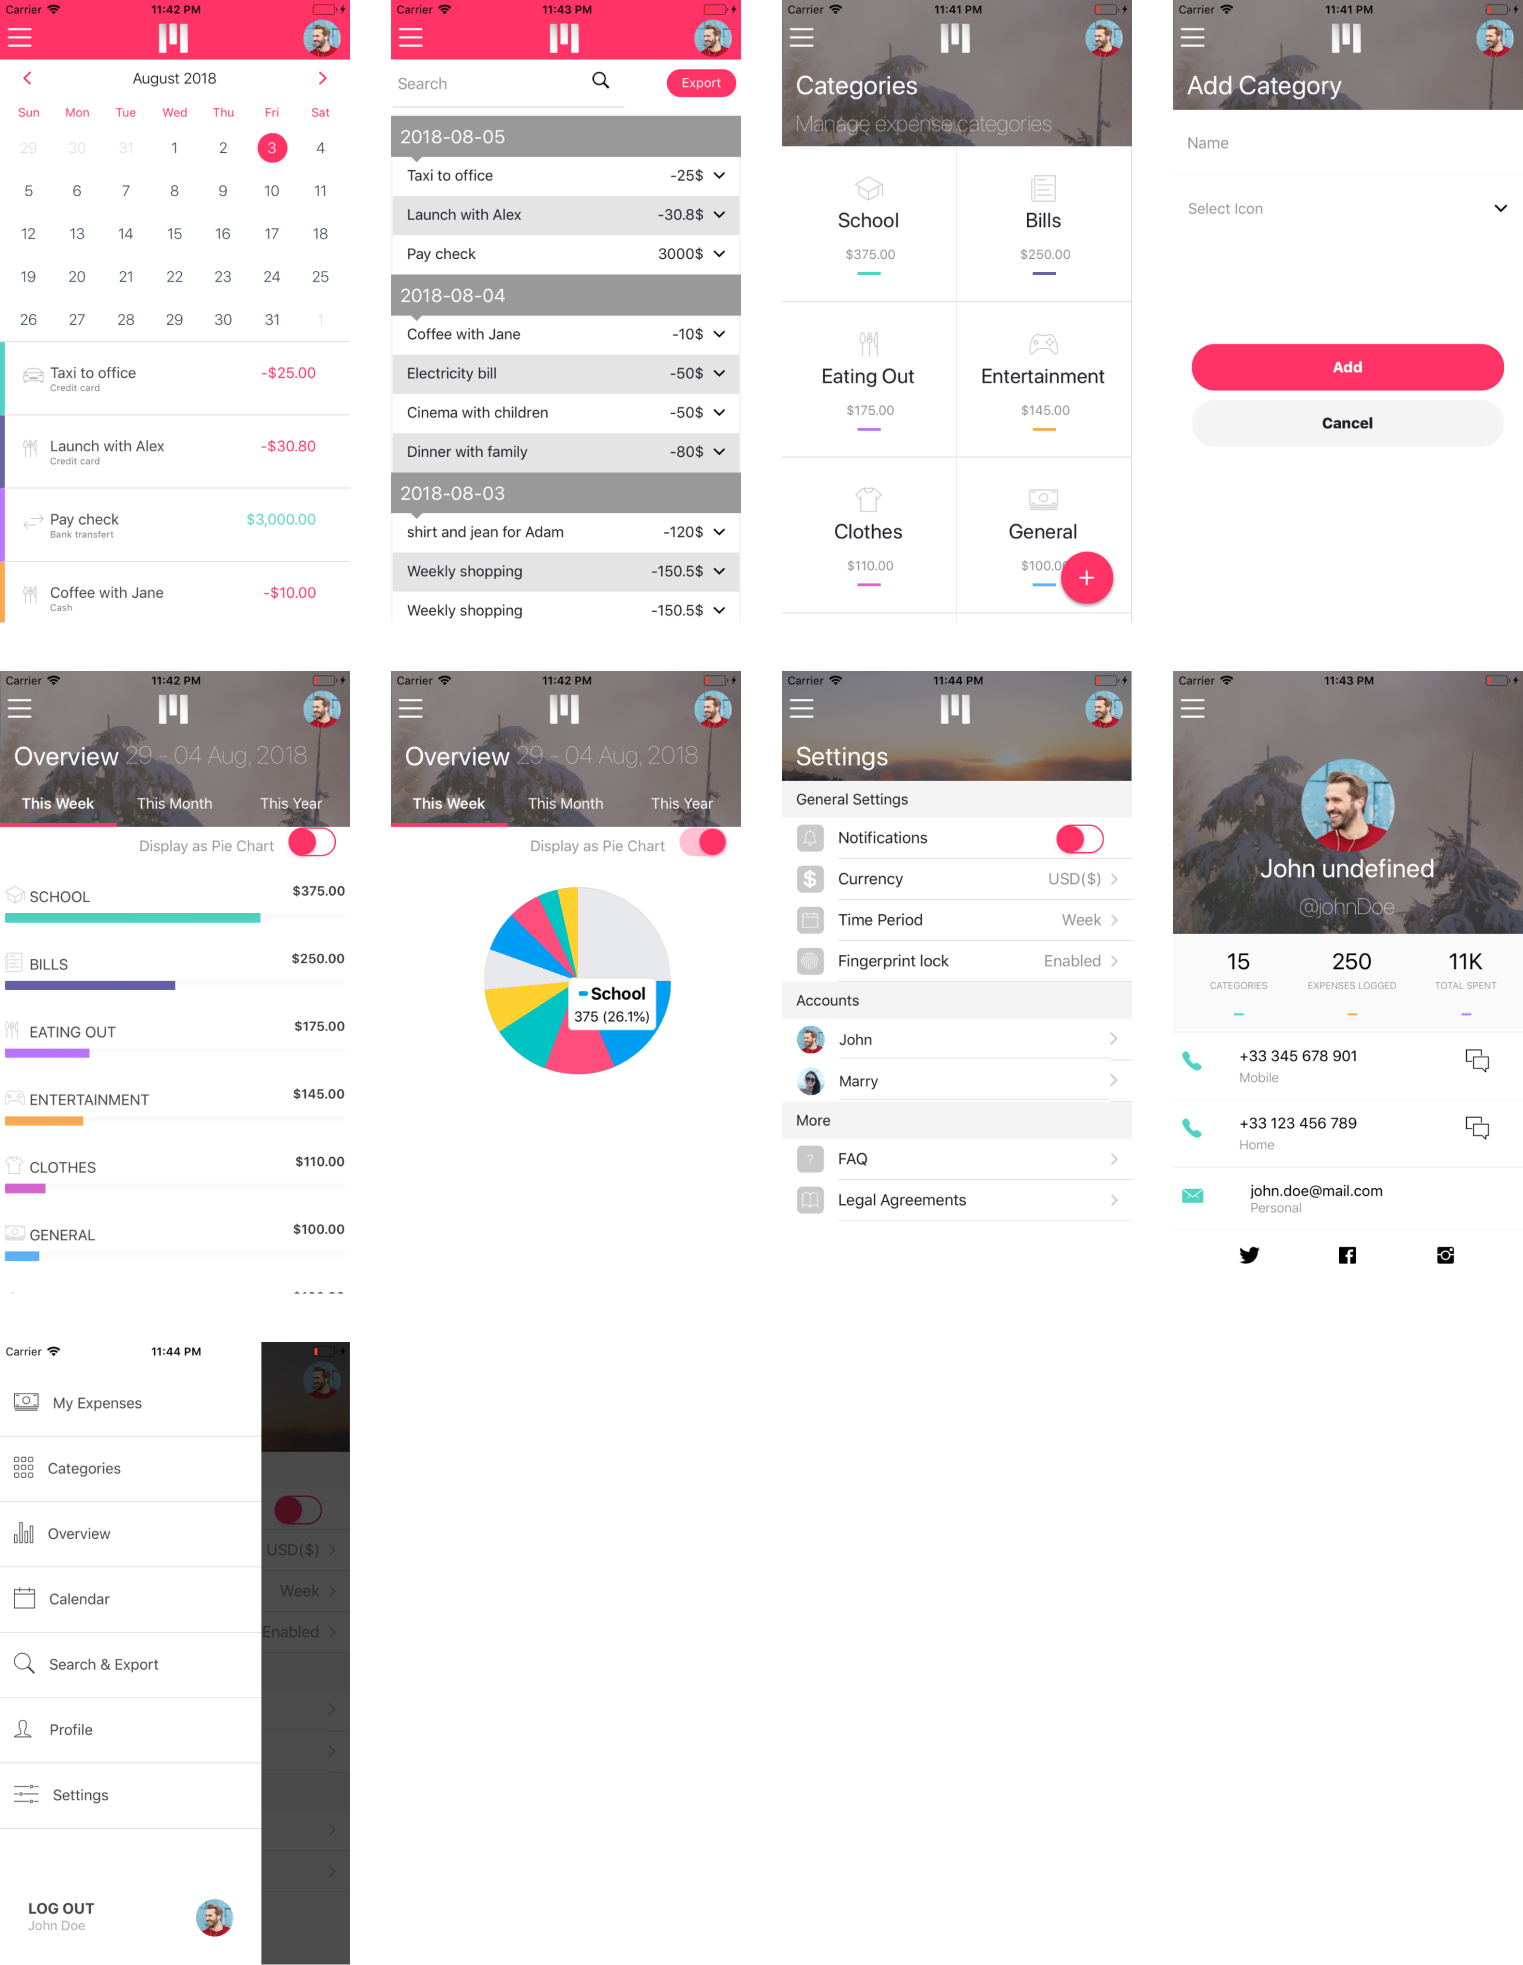 Carrier 11:42 PM
August 2018
Sun Mon Tue Wed Thu Fri Sat
29 30 31 1 2 3 4
5 6 7 8 9 10 11
12 13 14 15 16 17 18
19 20 21 22 23 24 25
26 27 28 29 30 31 1
Taxi to office -$25.00
Credit card
Launch with Alex -$30.80
Credit card
Pay check $3,000.00
Bank transfert
Coffee with Jane -$10.00
Cash
Carrier 11:43 PM
Search Export
2018-08-05
Taxi to office -25$
Launch with Alex -30.8$
Pay check 3000$
2018-08-04
Coffee with Jane -10$
Electricity bill -50$
Cinema with children -50$
Dinner with family -80$
2018-08-03
shirt and jean for Adam -120$
Weekly shopping -150.5$
Weekly shopping -150.5$
Carrier 11:41 PM
Categories
Manage expense categories
School Bills
$375.00 $250.00
Eating Out Entertainment
$175.00 $145.00
Clothes General
$110.00 $100.0
+
Carrier 11:41 PM
Add Category
Name
Select Icon
Add
Cancel
Carrier 11:42 PM
Overview 29 - 04 Aug, 2018
This Week This Month This Year
Display as Pie Chart
SCHOOL $375.00
BILLS $250.00
EATING OUT $175.00
ENTERTAINMENT $145.00
CLOTHES $110.00
GENERAL $100.00
Carrier 11:42 PM
Overview 29 - 04 Aug, 2018
This Week This Month This Year
Display as Pie Chart
School
375 (26.1%)
Carrier 11:44 PM
Settings
General Settings
Notifications
Currency USD($)
Time Period Week
Fingerprint lock Enabled
Accounts
John
Marry
More
FAQ
Legal Agreements
Carrier 11:43 PM
John undefined
@johnDoe
15 250 11K
CATEGORIES EXPENSES LOGGED TOTAL SPENT
+33 345 678 901
Mobile
+33 123 456 789
Home
john.doe@mail.com
Personal
Carrier 11:44 PM
My Expenses
Categories
Overview
Calendar
Search & Export
Profile
Settings
LOG OUT
John Doe
USD($)
Week
Enabled